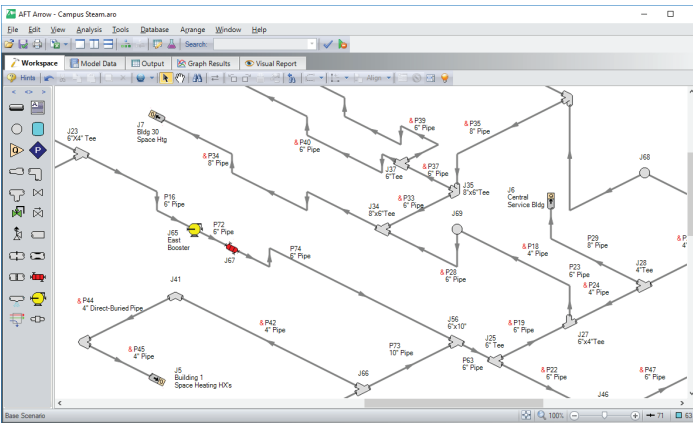 AFT Arrow - Campus Steam.aro
File Edit View Analysis Tools Database Arrange Window Help
Search:
Workspace Model Data Output Graph Results Visual Report
Hints
Align
J23
6"X4" Tee
J7
Bldg 30
Space Htg
& P34
8" Pipe
& P40
6" Pipe
& P39
6" Pipe
& P35
8" Pipe
J37
6"Tee
& P37
6" Pipe
J35
8"x6"Tee
& P33
6" Pipe
J34
8"x6"Tee
J6
Central
Service Bldg
J68
P16
6" Pipe
J65
East
Booster
P72
6" Pipe
J67
P74
6" Pipe
J69
& P28
6" Pipe
& P18
4" Pipe
P29
8" Pipe
P23
6" Pipe
& P24
4" Pipe
J28
4"Tee
J41
& P44
4" Direct-Buried Pipe
& P42
4" Pipe
& P45
4" Pipe
J5
Building 1
Space Heating HX's
J66
P73
10" Pipe
J56
6"x10"
J25
6" Tee
P63
6" Pipe
& P19
6" Pipe
J27
6"x4"Tee
& P22
6" Pipe
& P47
6" Pipe
J46
Base Scenario
100%
71
63